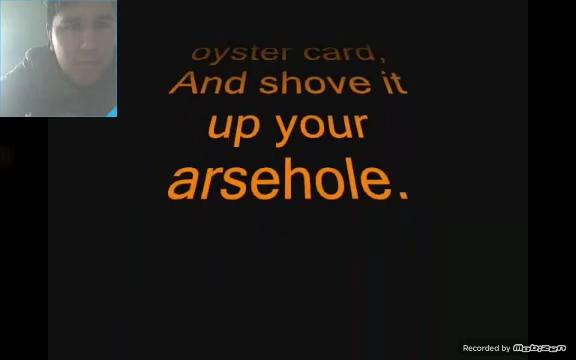 oyster card,
And shove it
up your
arsehole.
Recorded by mobizen